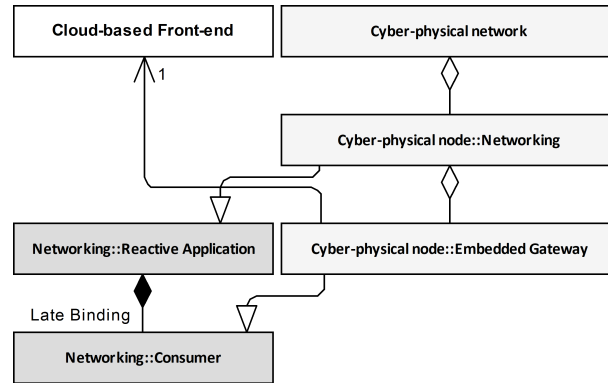 Cloud-based Front-end
Cyber-physical network
1
Cyber-physical node::Networking
Networking::Reactive Application
Cyber-physical node::Embedded Gateway
Late Binding
Networking::Consumer